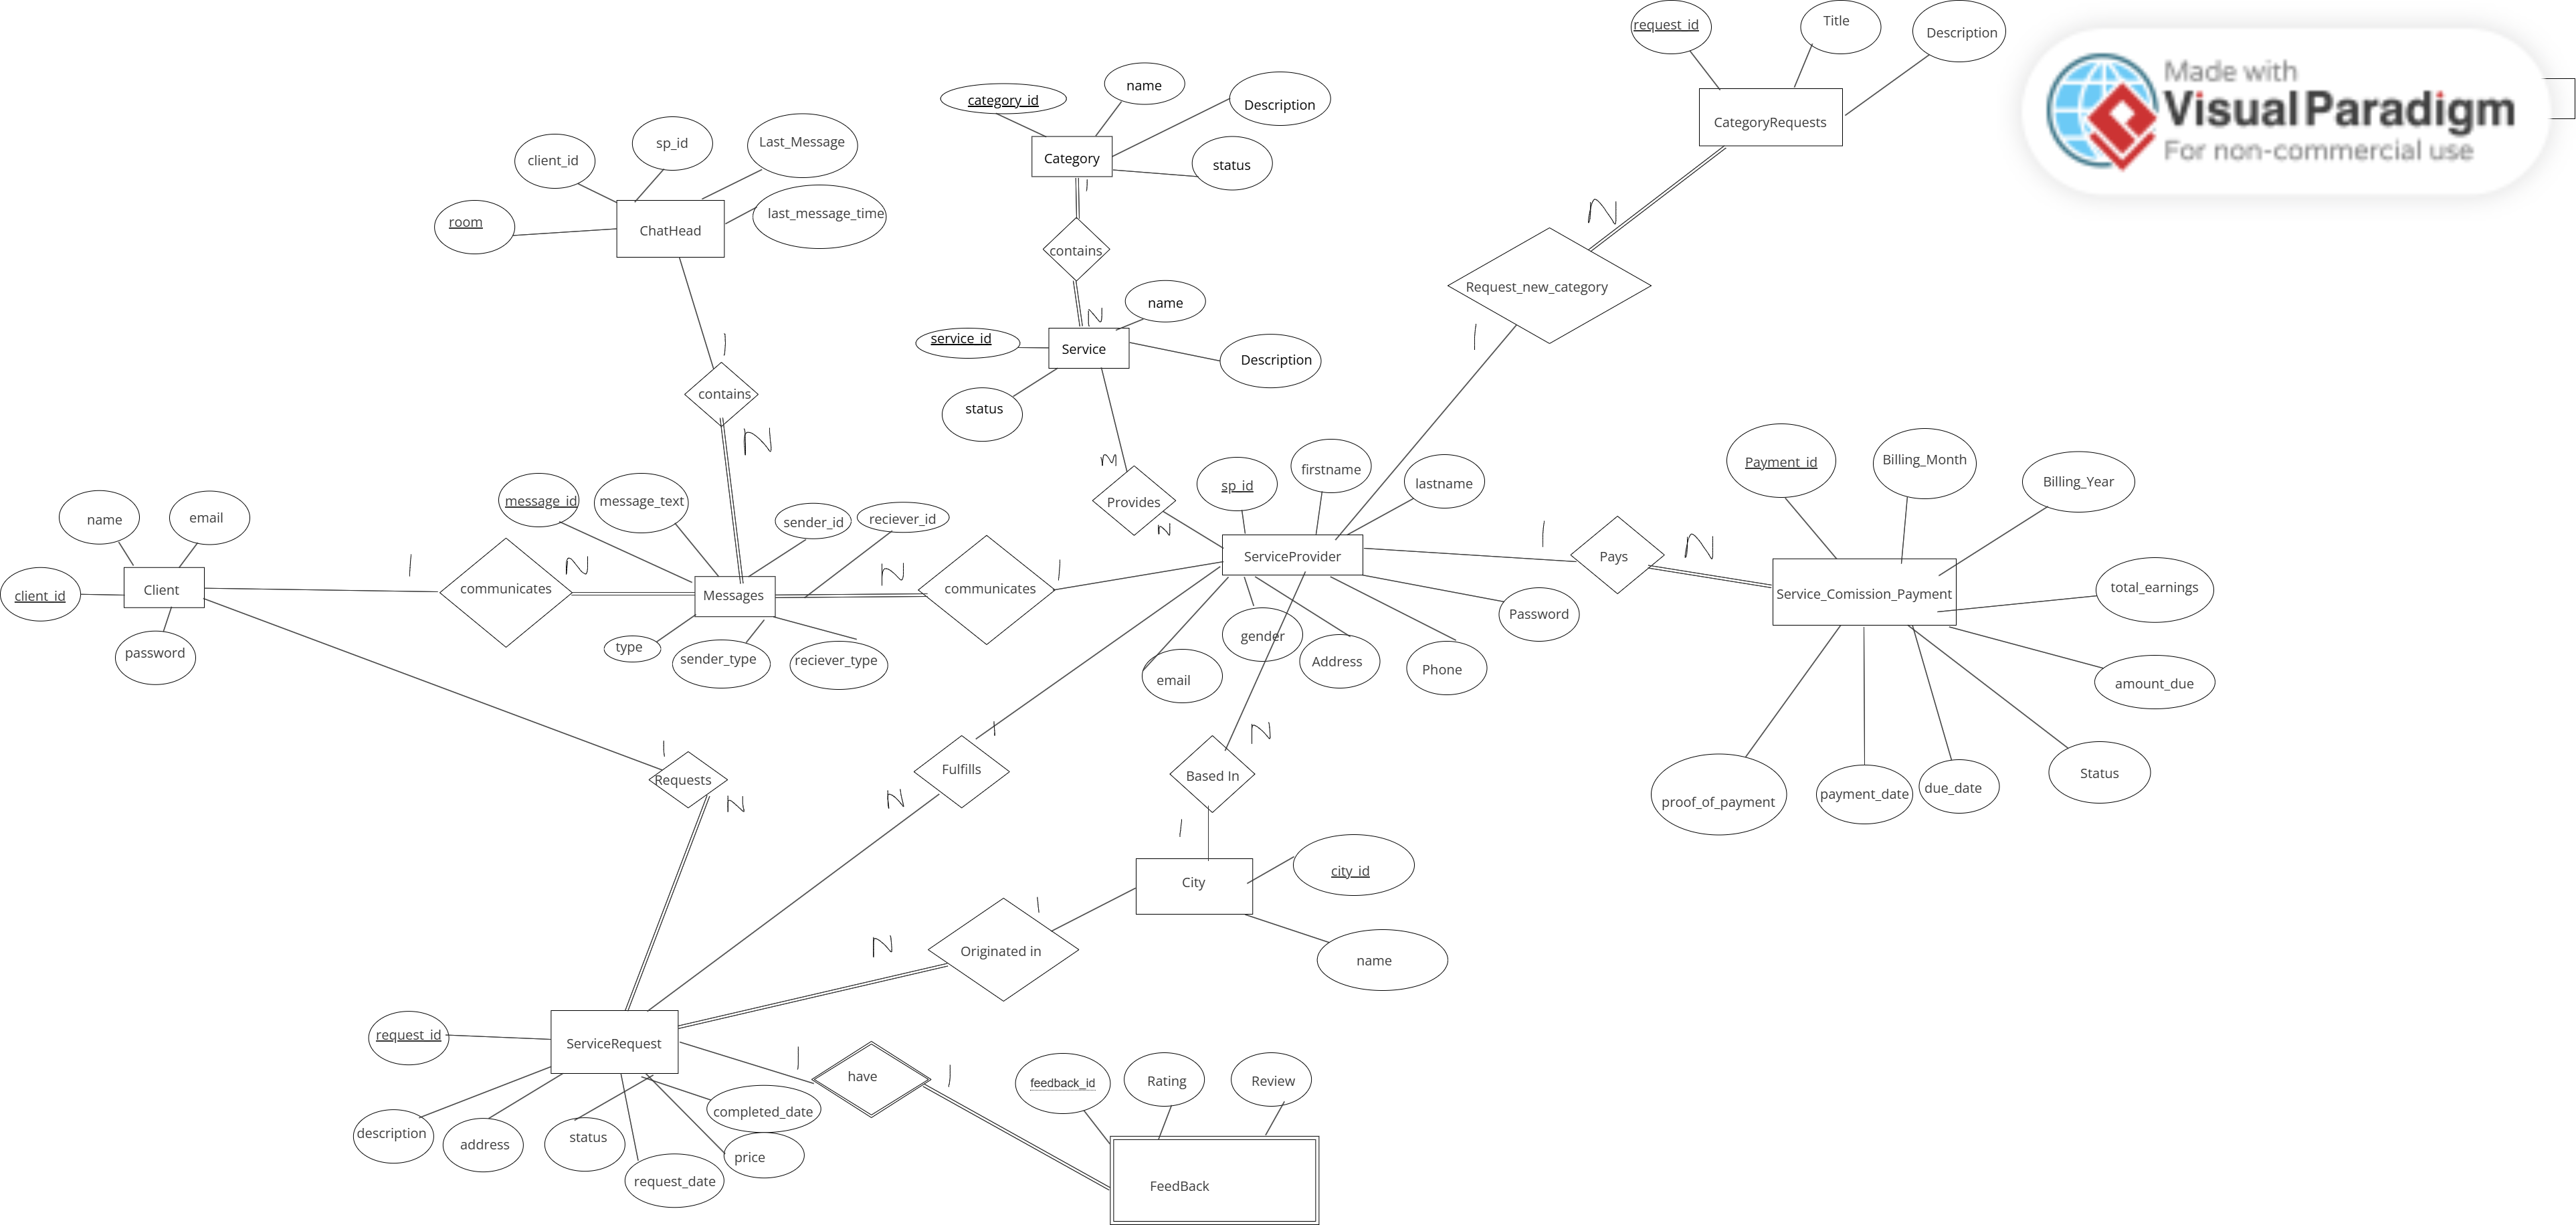 request_id
Title
Description
Made with
Visual Paradigm
For non-commercial use
CategoryRequests
category_id
name
Description
Category
status
1
client_id
sp_id
Last_Message
room
last_message_time
ChatHead
contains
N
Request_new_category
1
N
name
service_id
Service
Description
status
1
contains
N
M
Provides
N
sp_id
firstname
lastname
Payment_id
Billing_Month
Billing_Year
name
email
message_id
message_text
sender_id
reciever_id
ServiceProvider
1
Pays
N
1
communicates
N
N
communicates
1
client_id
Client
Messages
Service_Comission_Payment
total_earnings
password
type
sender_type
reciever_type
email
gender
Address
Phone
Password
amount_due
1
Requests
N
1
Fulfills
N
N
Based In
1
proof_of_payment
payment_date
due_date
Status
City
city_id
name
1
Originated in
N
request_id
ServiceRequest
1
have
1
feedback_id
Rating
Review
description
address
status
completed_date
price
request_date
FeedBack